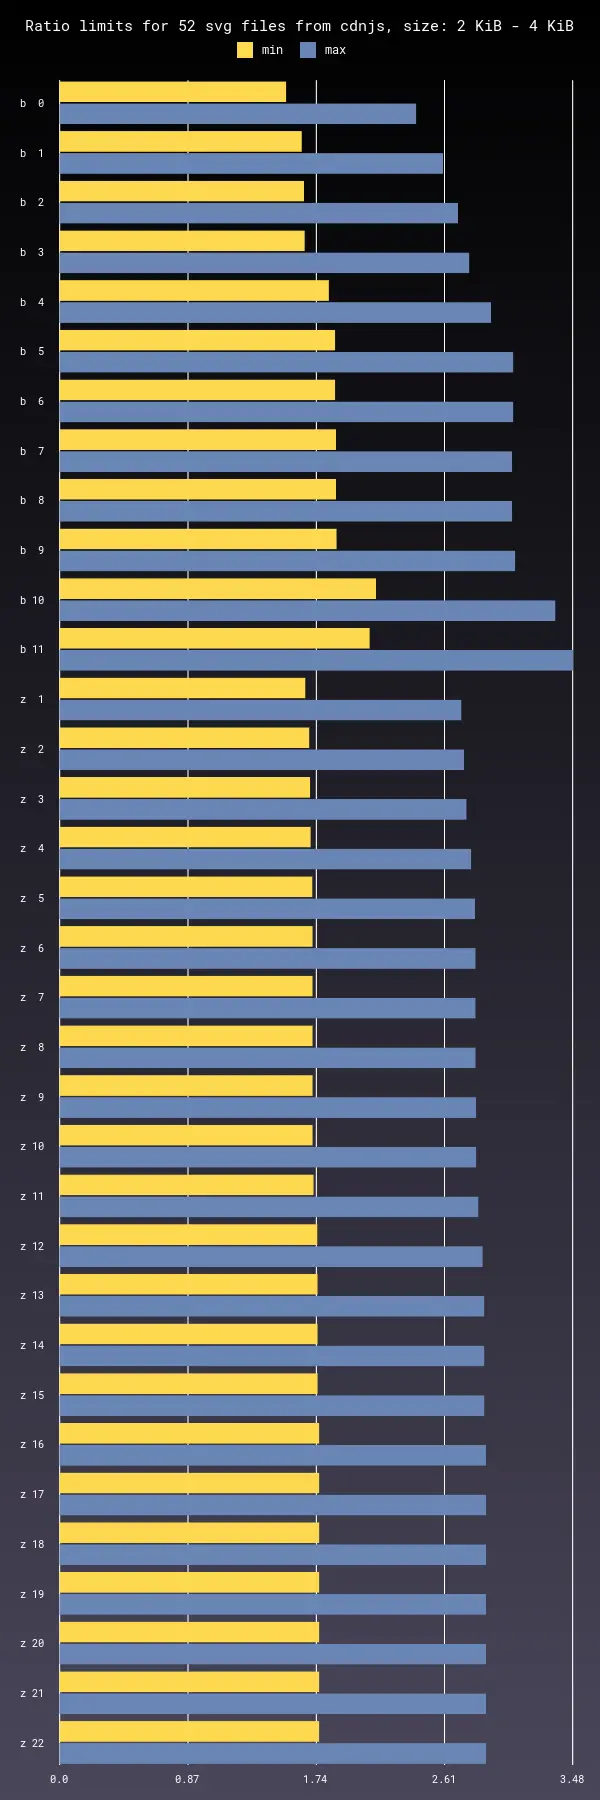 Ratio limits for 52 svg files from cdnjs, size: 2 KiB - 4 KiB
min max
b 0
b 1
b 2
b 3
b 4
b 5
b 6
b 7
b 8
b 9
b 10
b 11
z 1
z 2
z 3
z 4
z 5
z 6
z 7
z 8
z 9
z 10
z 11
z 12
z 13
z 14
z 15
z 16
z 17
z 18
z 19
z 20
z 21
z 22
0.0 0.87 1.74 2.61 3.48